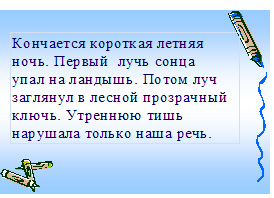 Кончается короткая летняя
ночь. Первый лучь сонца
упал на ландышь. Потом луч
заглянул в лесной прозрачный
ключь. Утреннюю тишь
нарушала только наша речь.